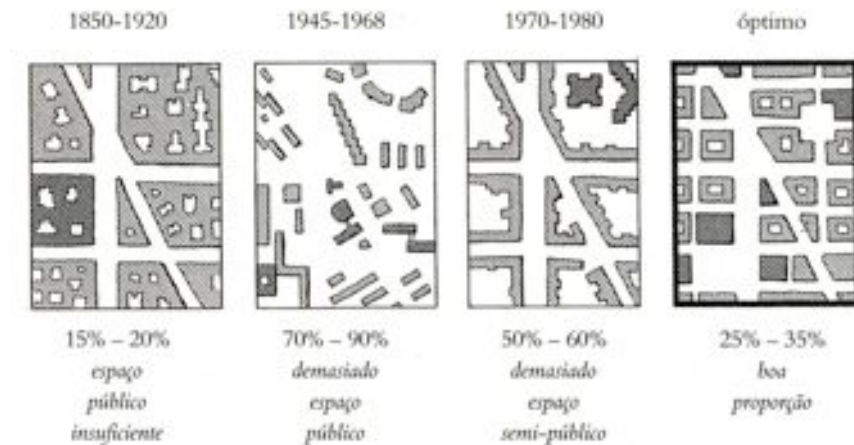 1850-1920
1945-1968
1970-1980
óptimo
15% – 20%
espaço
público
insuficiente
70% – 90%
demasiado
espaço
público
50% – 60%
demasiado
espaço
semi-público
25% – 35%
boa
proporção